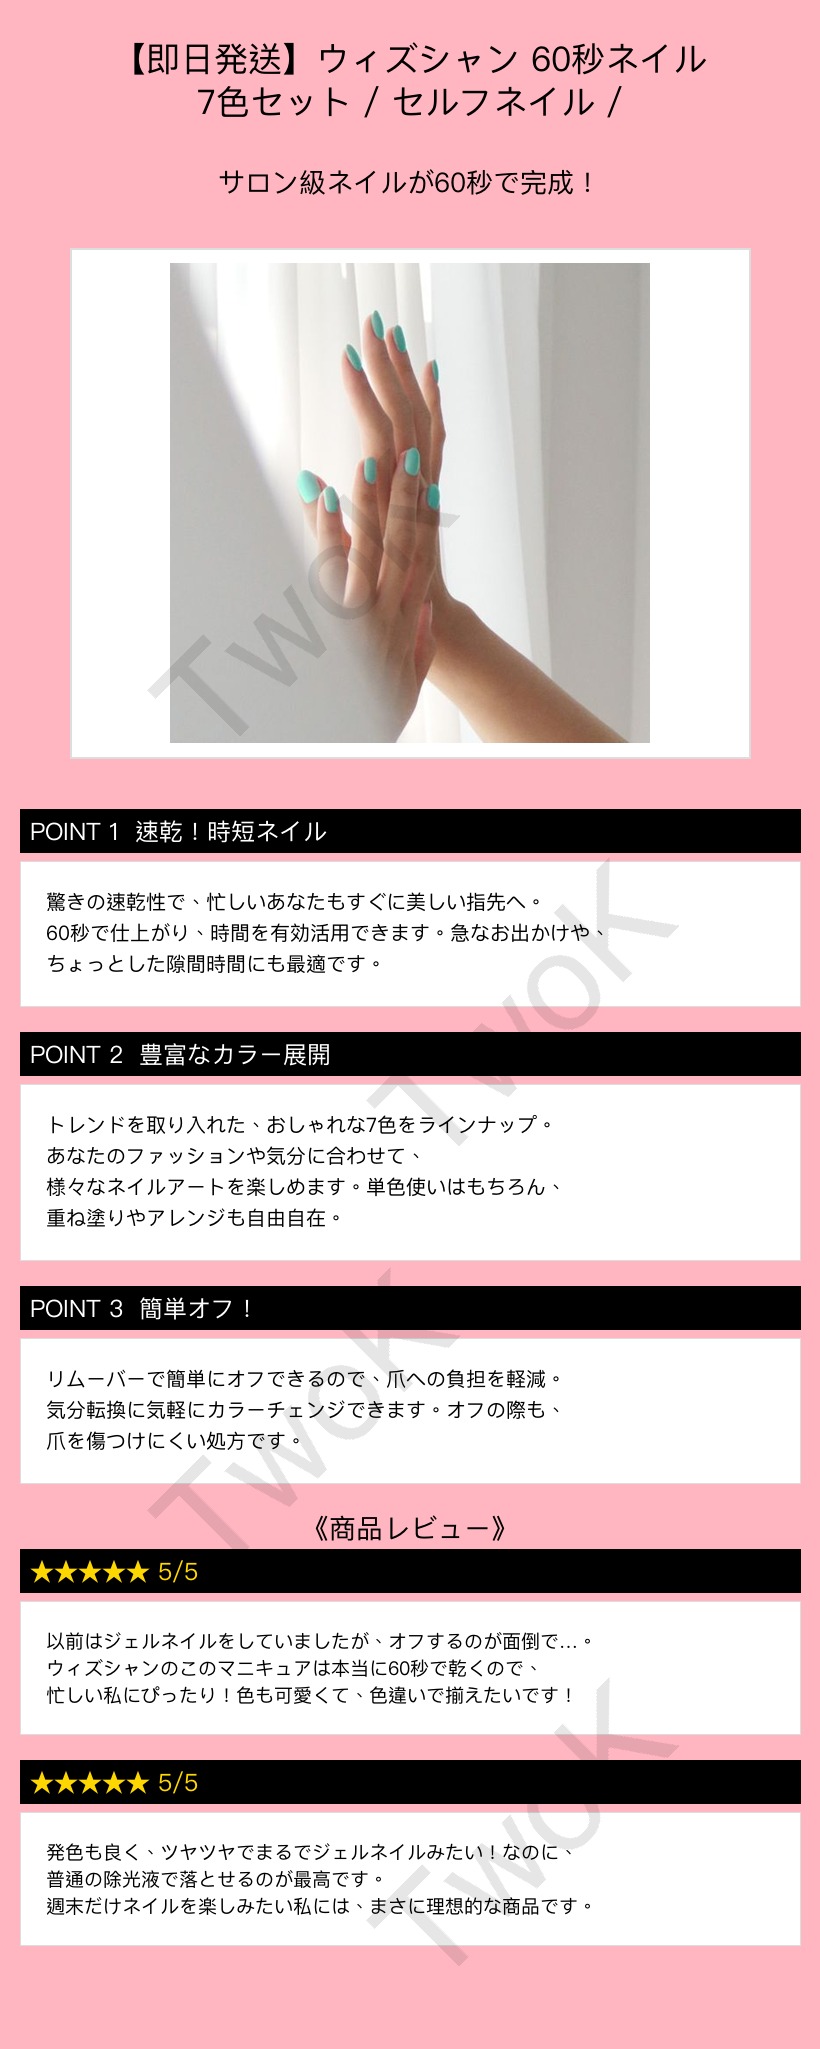 【即日発送】ウィズシャン 60秒ネイル
7色セット / セルフネイル /
サロン級ネイルが60秒で完成！
TwoK
POINT 1 速乾！時短ネイル
驚きの速乾性で、忙しいあなたもすぐに美しい指先へ。
60秒で仕上がり、時間を有効活用できます。急なお出かけや、
ちょっとした隙間時間にも最適です。
TwoK
POINT 2 豊富なカラー展開
トレンドを取り入れた、おしゃれな7色をラインナップ。
あなたのファッションや気分に合わせて、
様々なネイルアートを楽しめます。単色使いはもちろん、
重ね塗りやアレンジも自由自在。
POINT 3 簡単オフ！
リムーバーで簡単にオフできるので、爪への負担を軽減。
気分転換に気軽にカラーチェンジできます。オフの際も、
爪を傷つけにくい処方です。
TwoK
《商品レビュー》
★★★★★ 5/5
以前はジェルネイルをしていましたが、オフするのが面倒で…。
ウィズシャンのこのマニキュアは本当に60秒で乾くので、
忙しい私にぴったり！色も可愛くて、色違いで揃えたいです！
★★★★★ 5/5
発色も良く、ツヤツヤでまるでジェルネイルみたい！なのに、
普通の除光液で落とせるのが最高です。
週末だけネイルを楽しみたい私には、まさに理想的な商品です。
TwoK